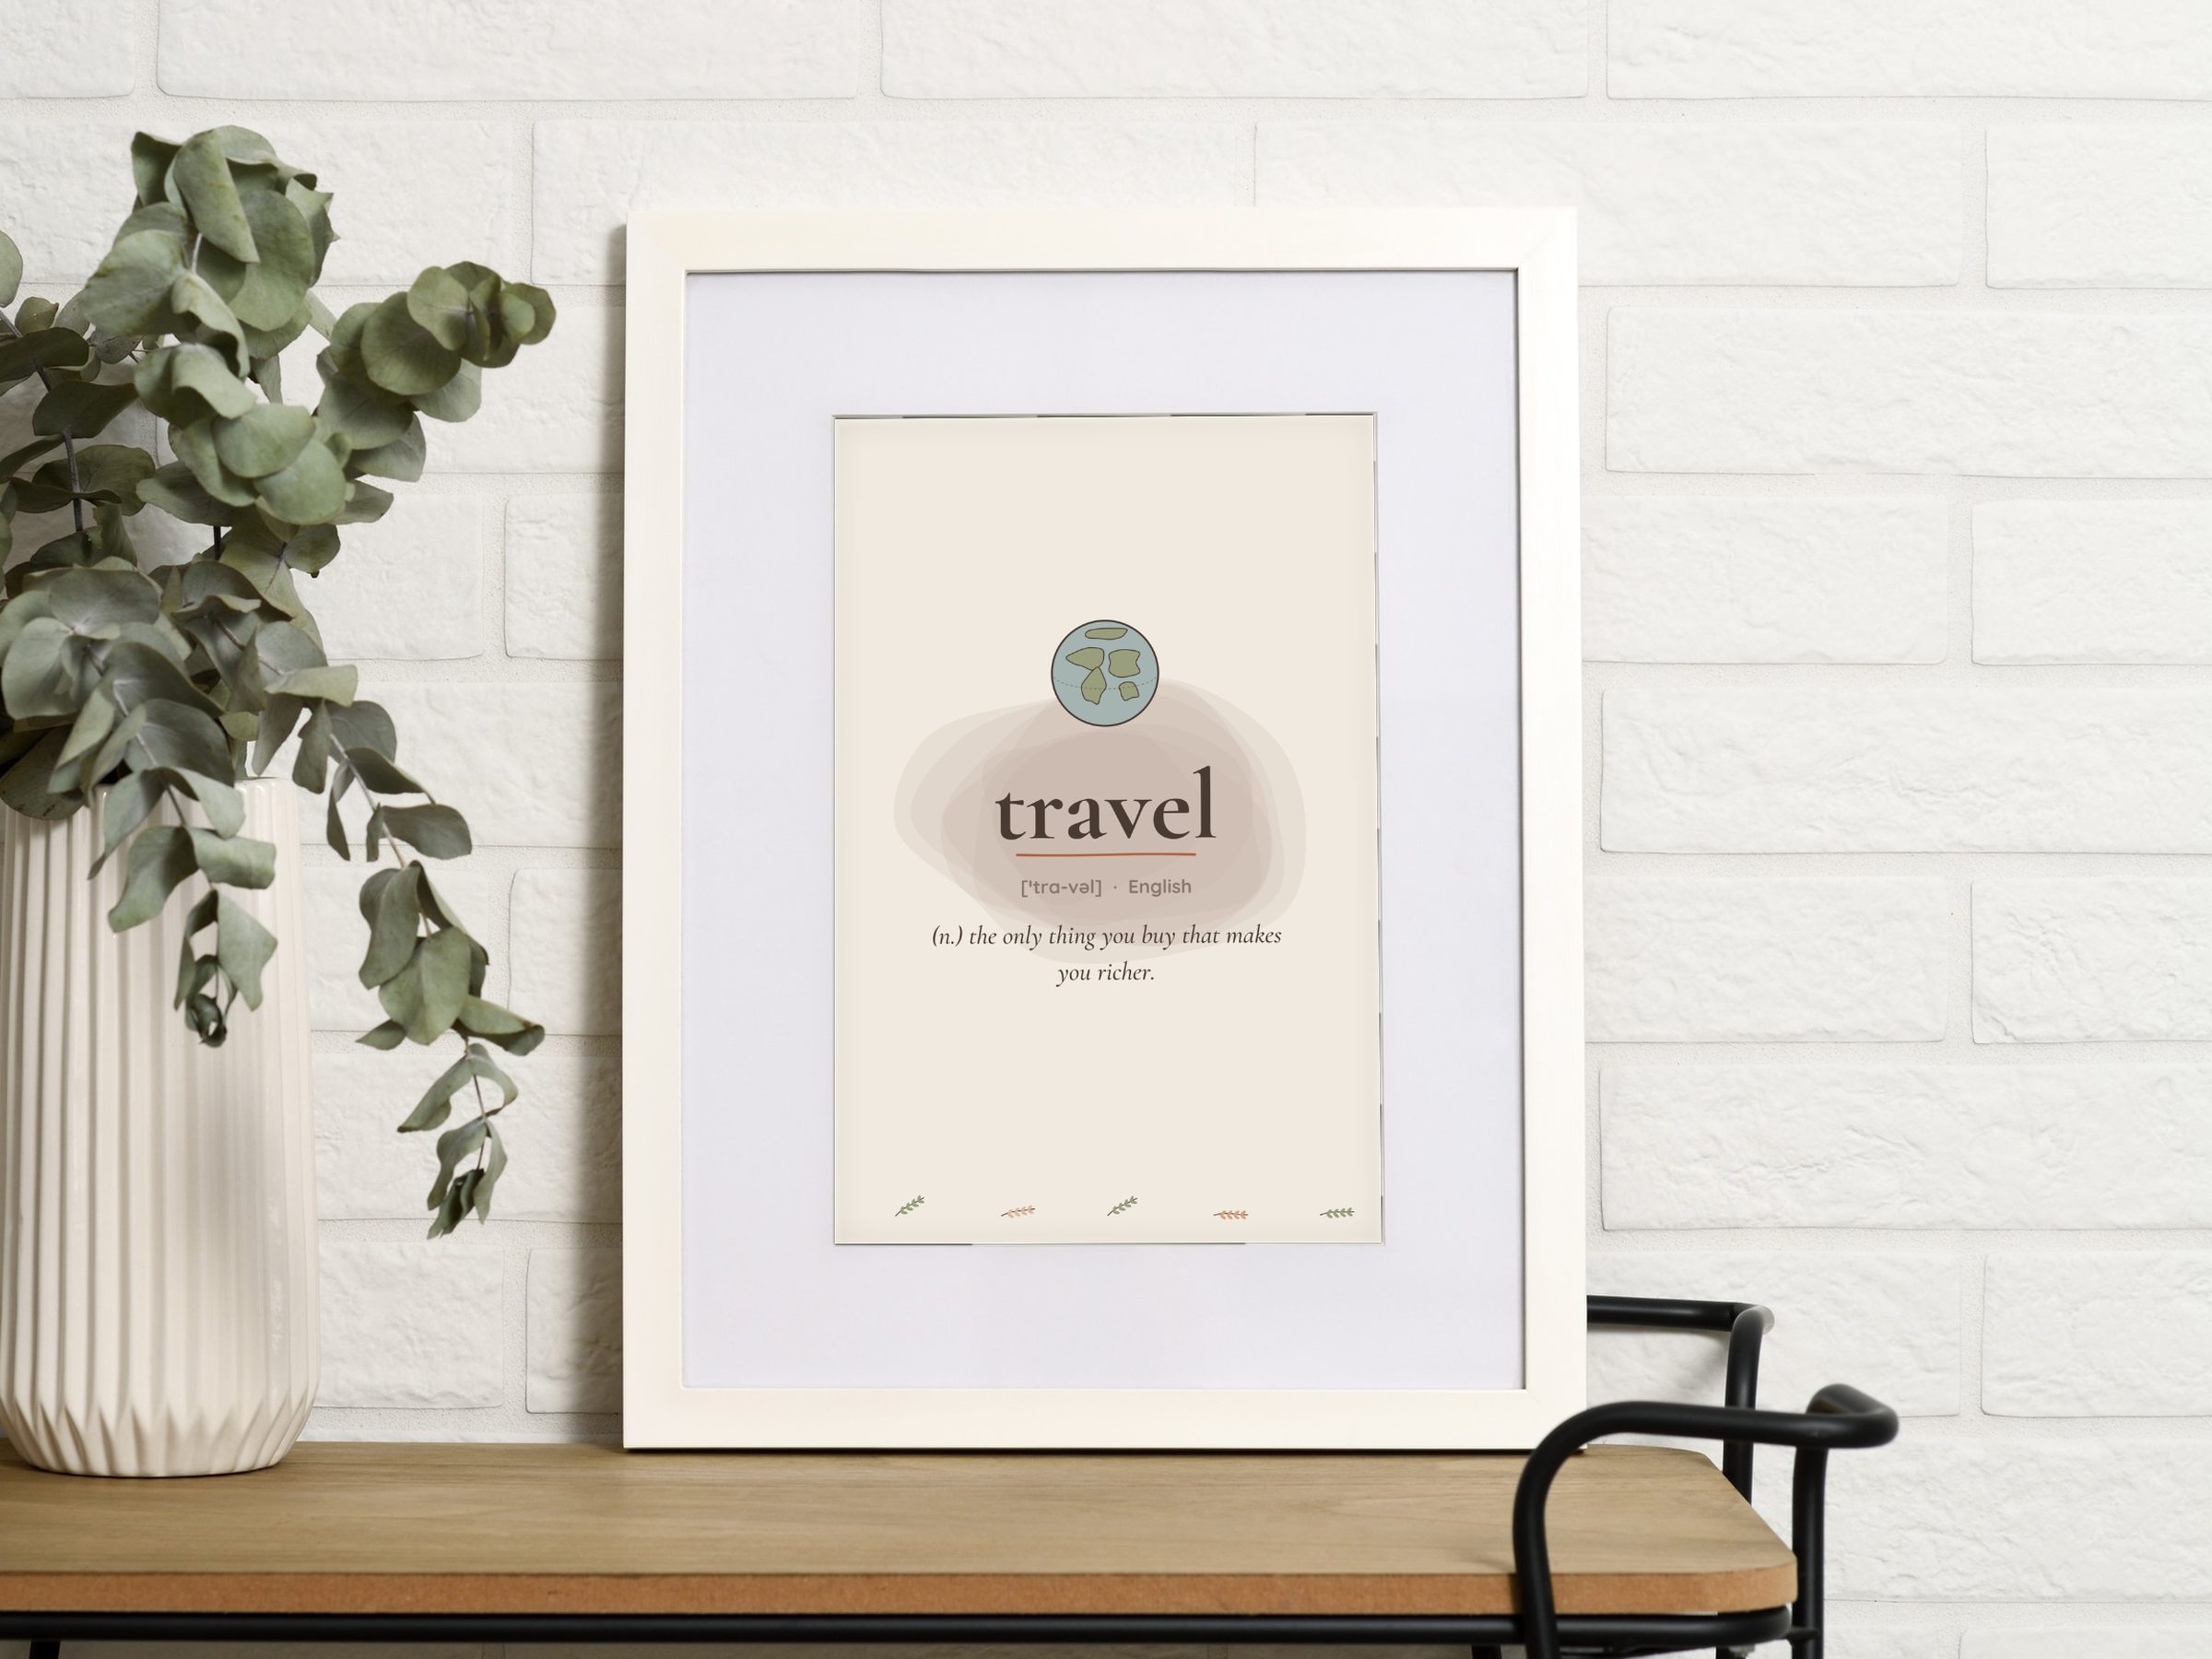 travel
['tra-vəl] · English
(n.) the only thing you buy that makes
you richer.